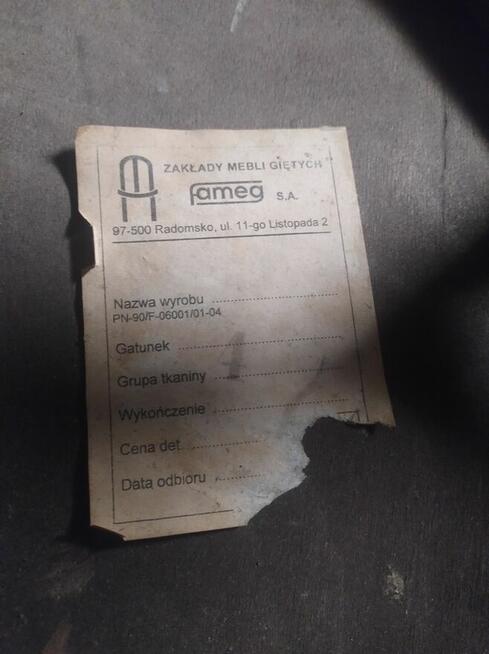 ZAKŁADY MEBLI GIĘTYCH
fameg S.A.
97-500 Radomsko, ul. 11-go Listopada 2
Nazwa wyrobu ........................
PN-90/F-06001/01-04
Gatunek ........................
Grupa tkaniny ........................
Wykończenie ........................
Cena det. ............
Data odbioru ............